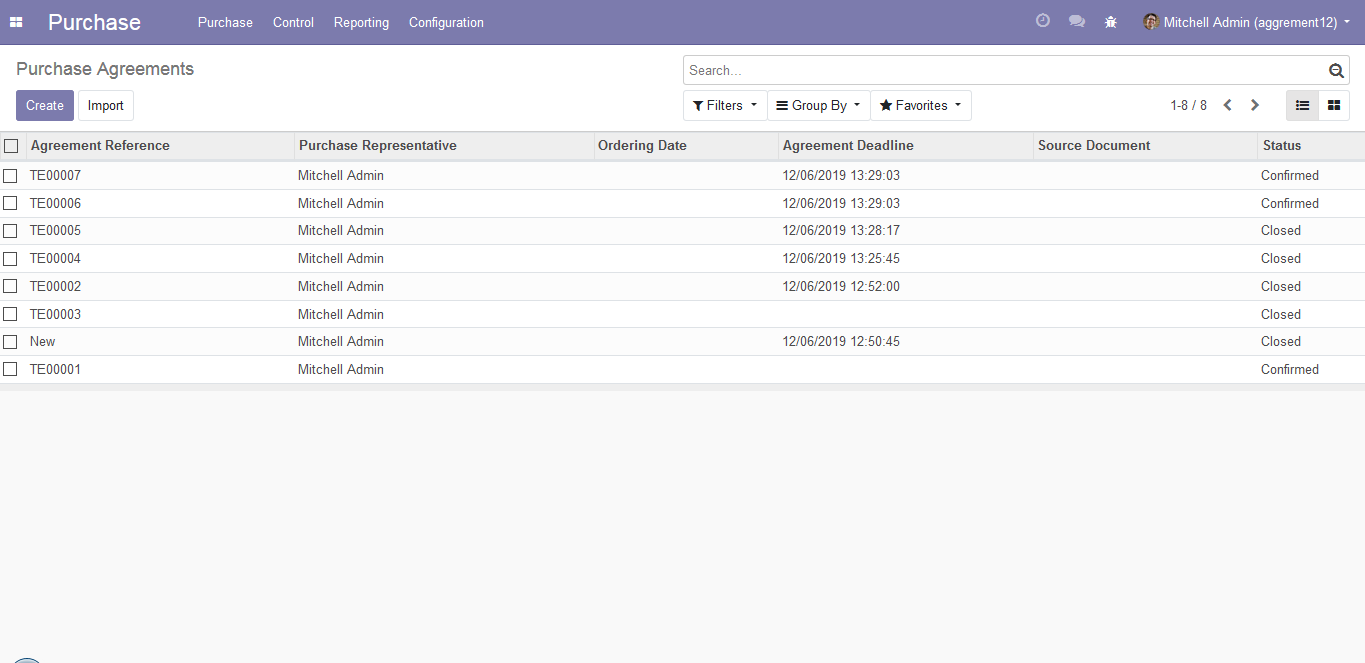 Purchase Purchase Control Reporting Configuration Mitchell Admin (aggrement12)
Purchase Agreements Search...
Create Import Filters Group By Favorites 1-8 / 8
Agreement Reference Purchase Representative Ordering Date Agreement Deadline Source Document Status
TE00007 Mitchell Admin 12/06/2019 13:29:03 Confirmed
TE00006 Mitchell Admin 12/06/2019 13:29:03 Confirmed
TE00005 Mitchell Admin 12/06/2019 13:28:17 Closed
TE00004 Mitchell Admin 12/06/2019 13:25:45 Closed
TE00002 Mitchell Admin 12/06/2019 12:52:00 Closed
TE00003 Mitchell Admin Closed
New Mitchell Admin 12/06/2019 12:50:45 Closed
TE00001 Mitchell Admin Confirmed